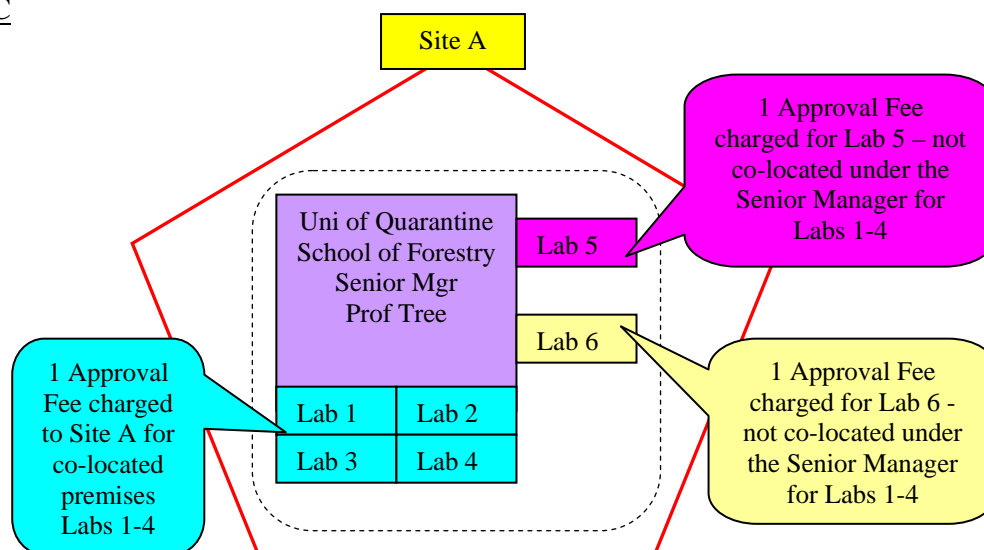 C
Site A
1 Approval Fee
charged for Lab 5 – not
co-located under the
Senior Manager for
Labs 1-4
Uni of Quarantine
School of Forestry
Senior Mgr
Prof Tree
Lab 5
Lab 6
1 Approval
Fee charged
to Site A for
co-located
premises
Labs 1-4
Lab 1
Lab 2
Lab 3
Lab 4
1 Approval Fee
charged for Lab 6 -
not co-located under
the Senior Manager
for Labs 1-4